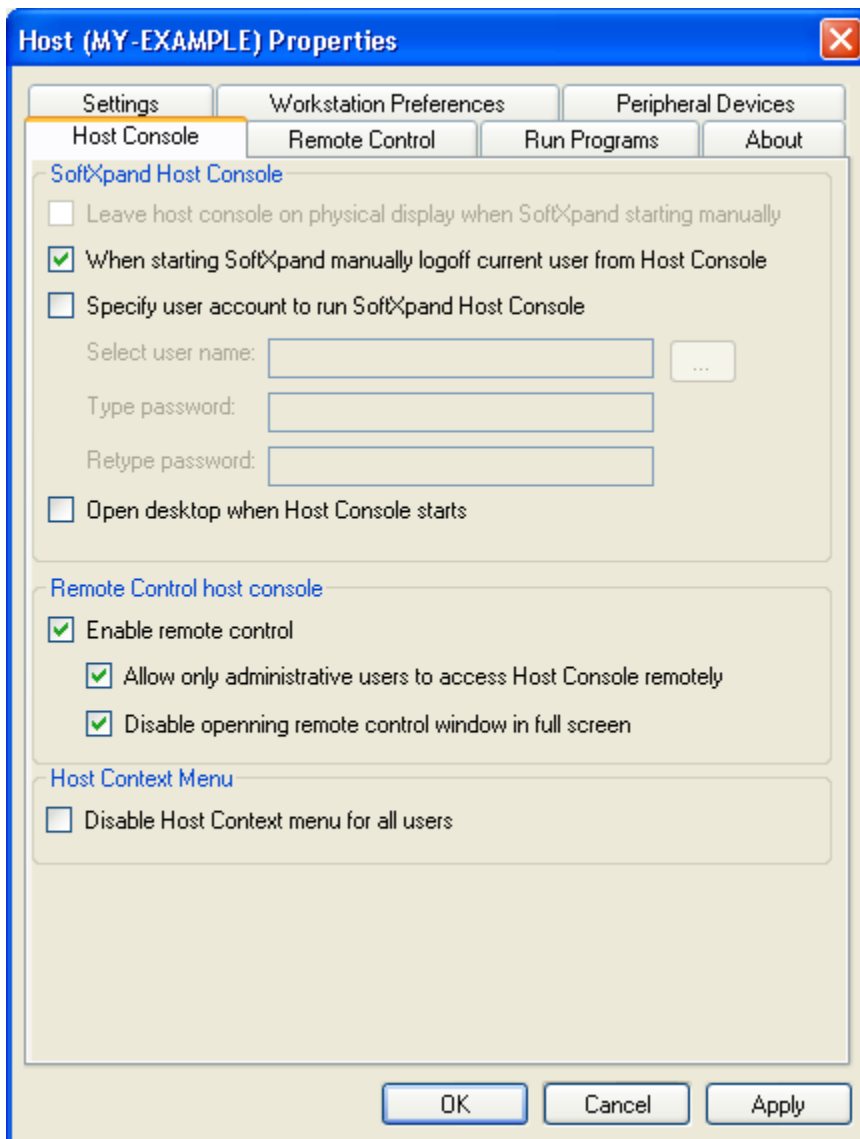 Host (MY-EXAMPLE) Properties
Settings
Workstation Preferences
Peripheral Devices
Host Console
Remote Control
Run Programs
About
SoftXpand Host Console
Leave host console on physical display when SoftXpand starting manually
When starting SoftXpand manually logoff current user from Host Console
Specify user account to run SoftXpand Host Console
Select user name:
...
Type password:
Retype password:
Open desktop when Host Console starts
Remote Control host console
Enable remote control
Allow only administrative users to access Host Console remotely
Disable openning remote control window in full screen
Host Context Menu
Disable Host Context menu for all users
OK
Cancel
Apply